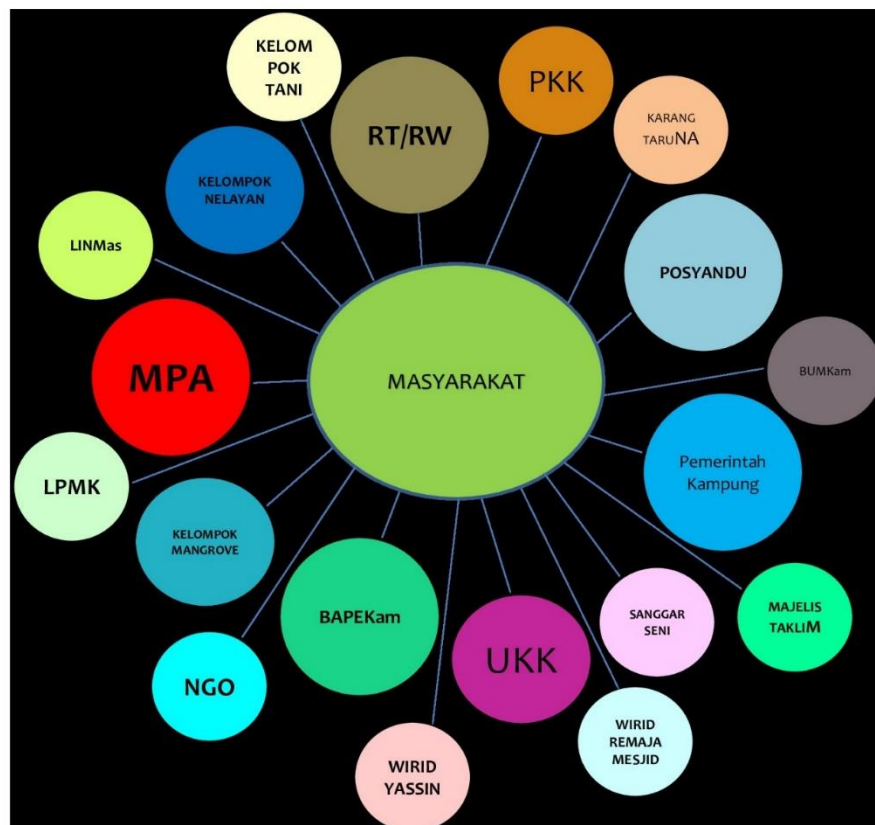 KELOM
POK
TANI
RT/RW
PKK
KARANG
TARUNA
KELOMPOK
NELAYAN
LINMas
POSYANDU
MPA
MASYARAKAT
BUMKam
LPMK
Pemerintah
Kampung
KELOMPOK
MANGROVE
BAPEKam
SANGGAR
SENI
MAJELIS
TAKLIM
NGO
UKK
WIRID
YASSIN
WIRID
REMAJA
MESJID